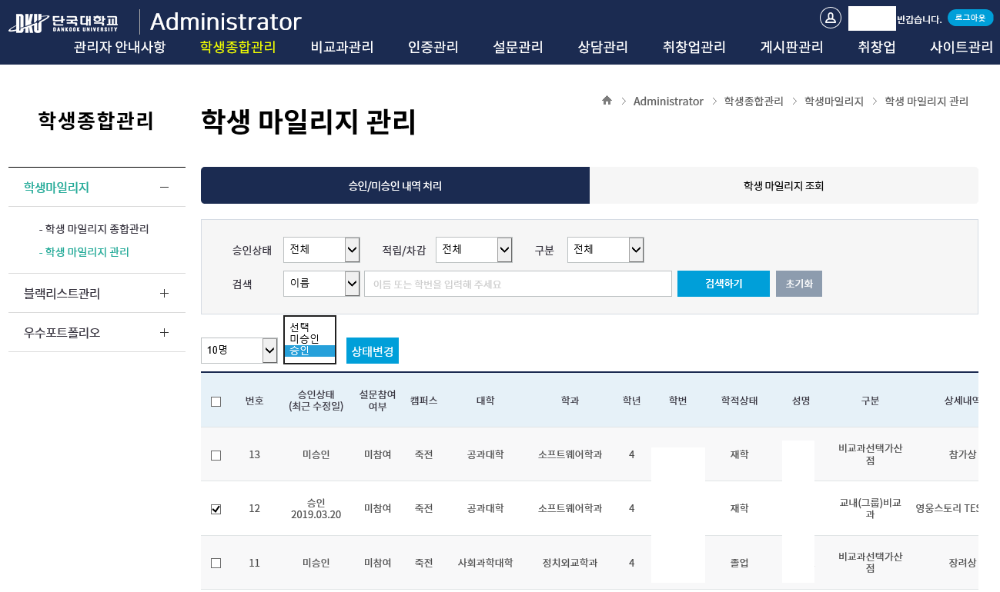 단국대학교
DANKOOK UNIVERSITY
DKU
Administrator
반갑습니다.
로그아웃
관리자 안내사항 학생종합관리 비교과관리 인증관리 설문관리 상담관리 취창업관리 게시판관리 취창업 사이트관리
Administrator 학생종합관리 학생마일리지 학생 마일리지 관리
학생종합관리
학생마일리지
- 학생 마일리지 종합관리
- 학생 마일리지 관리
블랙리스트관리
우수포트폴리오
학생 마일리지 관리
승인/미승인 내역 처리 학생 마일리지 조회
승인상태 전체 적립/차감 전체 구분 전체
검색 이름 이름 또는 학번을 입력해 주세요 검색하기 초기화
10명
선택
미승인
승인
상태변경
번호 승인상태 설문참여 캠퍼스 대학 학과 학년 학번 학적상태 성명 구분 상세내역
(최근 수정일) 여부
13 미승인 미참여 죽전 공과대학 소프트웨어학과 4 재학 비교과선택가산
점 참가상
12 승인 미참여 죽전 공과대학 소프트웨어학과 4 재학 교내(그룹)비교
2019.03.20 과 영웅스토리 TES
11 미승인 미참여 죽전 사회과학대학 정치외교학과 4 졸업 비교과선택가산
점 장려상